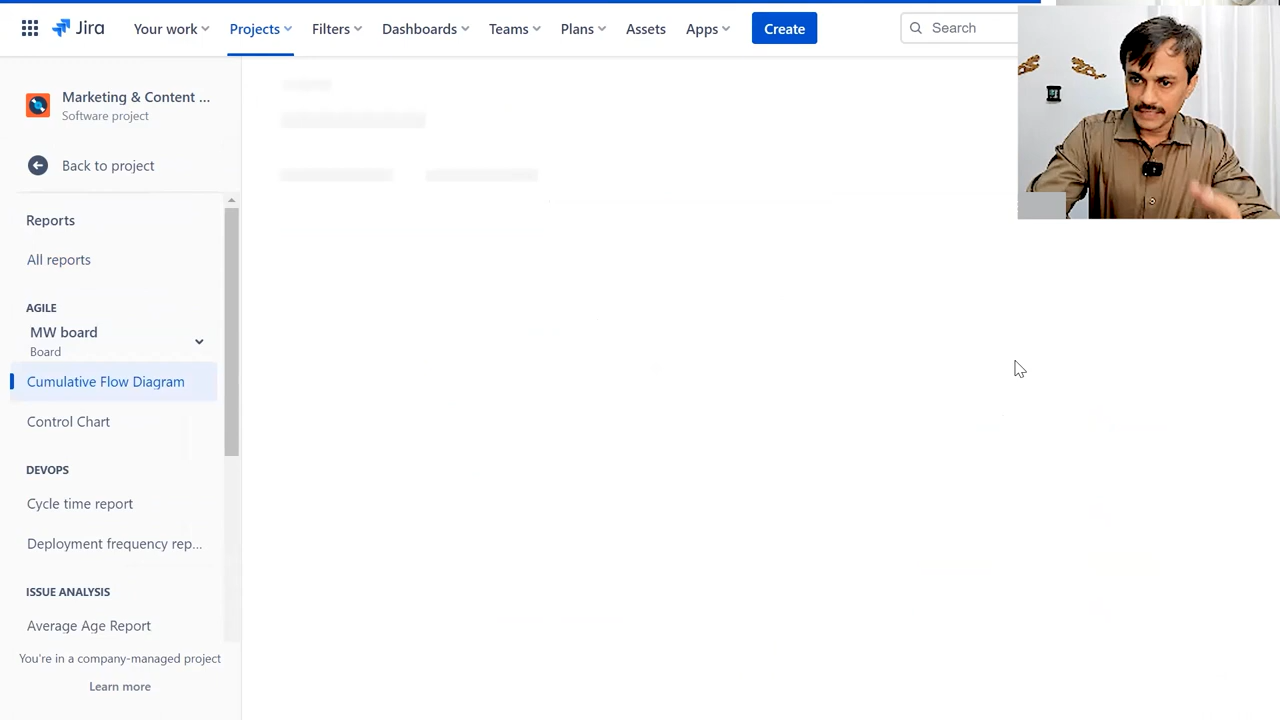 Jira
Your work
Projects
Filters
Dashboards
Teams
Plans
Assets
Apps
Create
Search
Marketing & Content ...
Software project
Back to project
Reports
All reports
AGILE
MW board
Board
Cumulative Flow Diagram
Control Chart
DEVOPS
Cycle time report
Deployment frequency rep...
ISSUE ANALYSIS
Average Age Report
You're in a company-managed project
Learn more